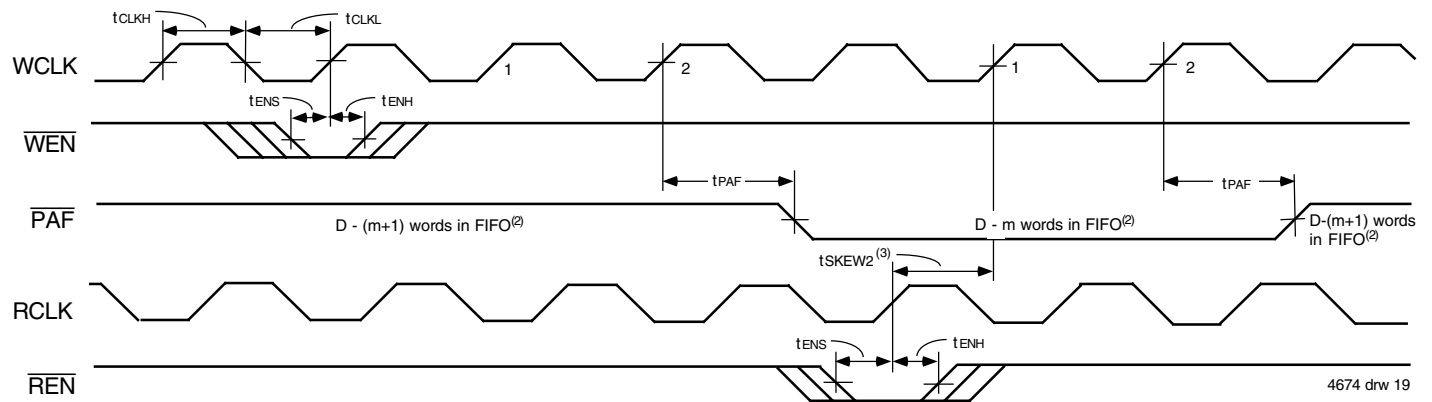 tCLKH tCLKL
WCLK 1 2 1 2
tENS tENH
WEN
tPAF tPAF
PAF
D - (m+1) words in FIFO(2) D - m words in FIFO(2) D-(m+1) words
in FIFO(2)
tSKEW2 (3)
RCLK
tENS tENH
REN
4674 drw 19